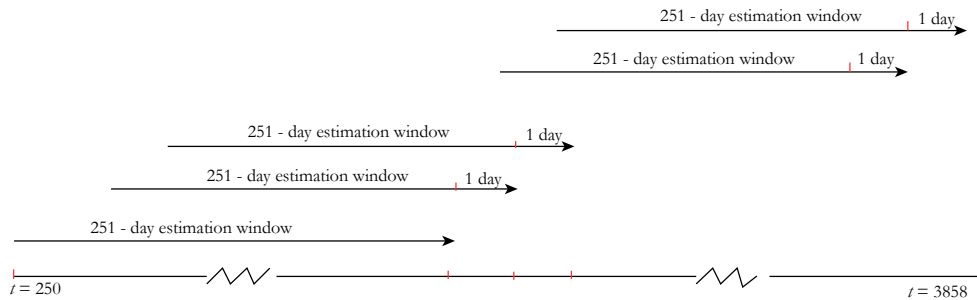 251 - day estimation window 1 day
251 - day estimation window 1 day
251 - day estimation window 1 day
251 - day estimation window 1 day
251 - day estimation window
t = 250 t = 3858